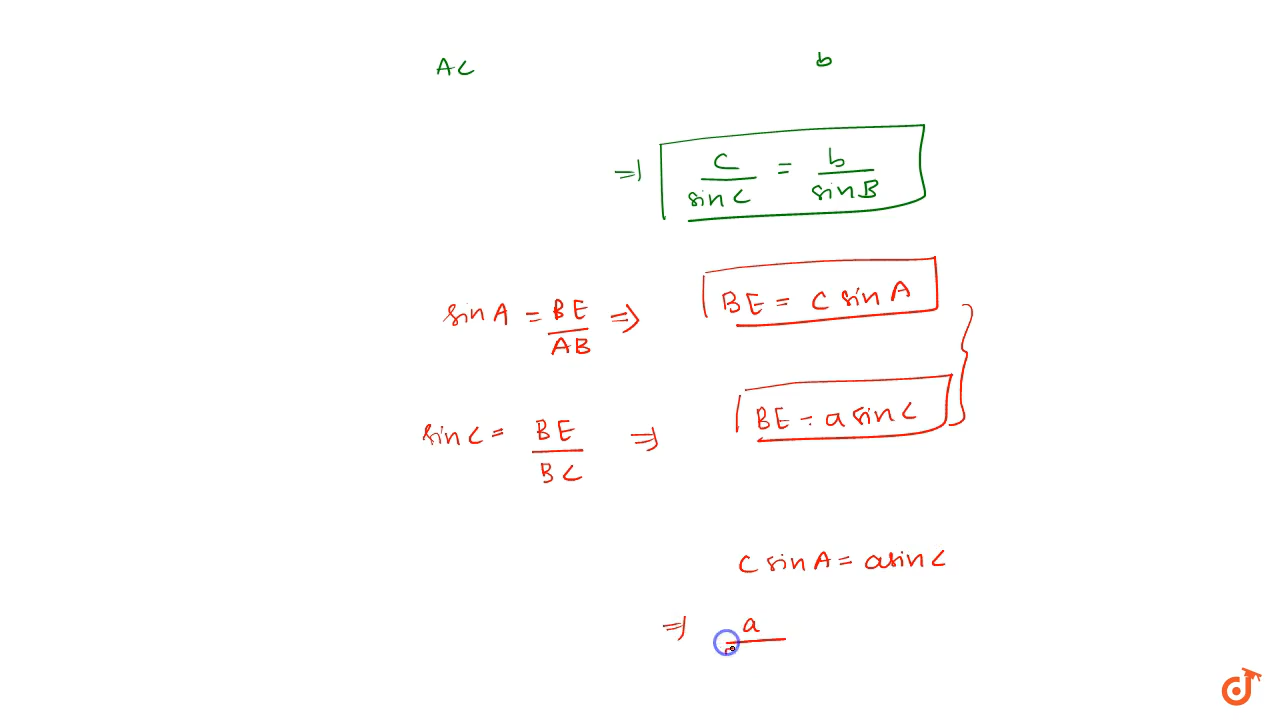 AC b
⇒ c/sinC = b/sinB
sinA = BE/AB ⇒ BE = c sinA
sinC = BE/BC ⇒ BE = a sinC
c sinA = a sinC
⇒ a